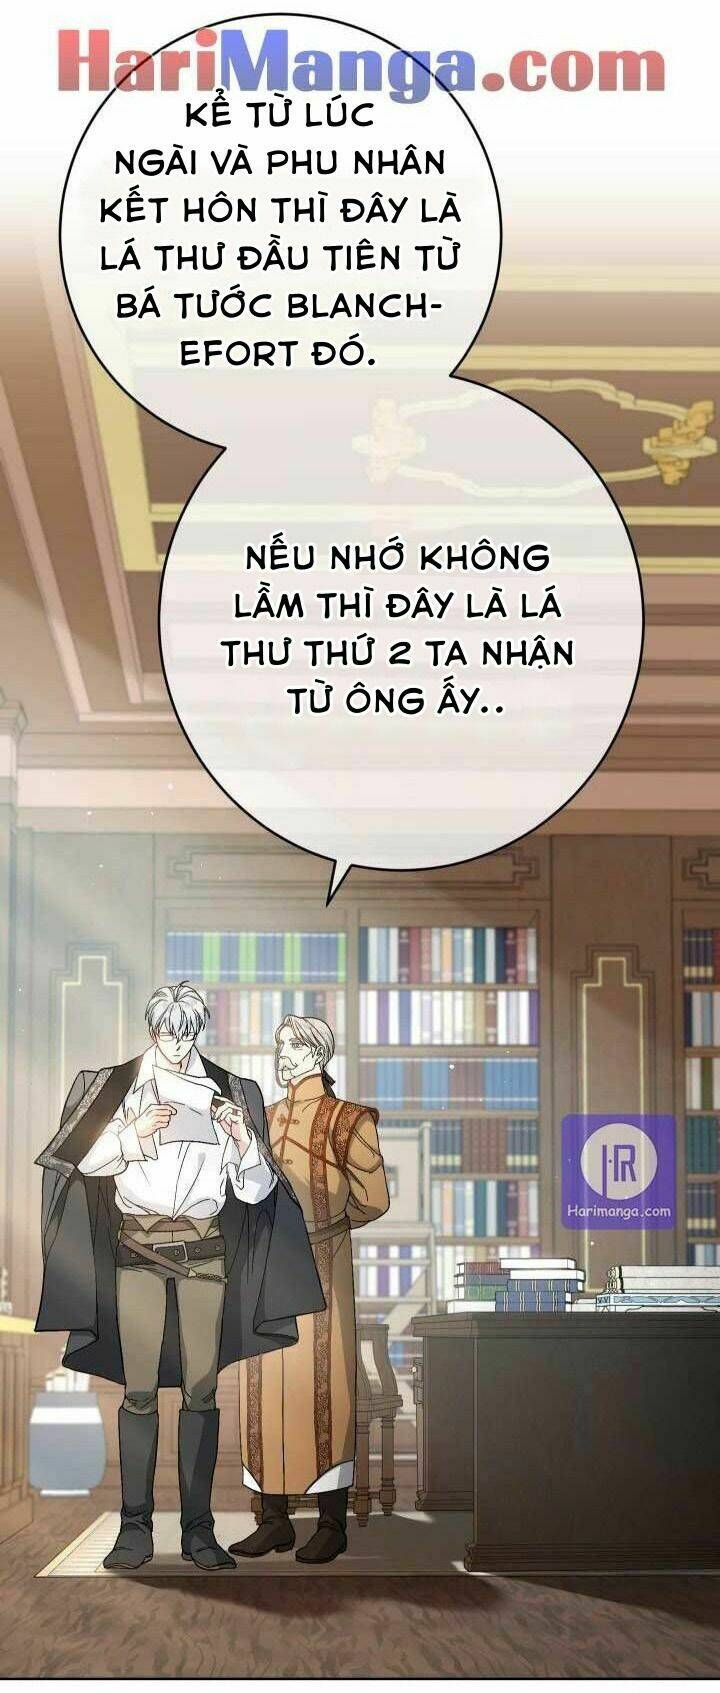 HariManga.com
KỂ TỪ LÚC
NGÀI VÀ PHU NHÂN
KẾT HÔN THÌ ĐÂY LÀ
LÁ THƯ ĐẦU TIÊN TỪ
BÁ TƯỚC BLANCH-
EFORT ĐÓ.
NẾU NHỚ KHÔNG
LẦM THÌ ĐÂY LÀ LÁ
THƯ THỨ 2 TA NHẬN
TỪ ÔNG ẤY..
HR
Harimanga.com